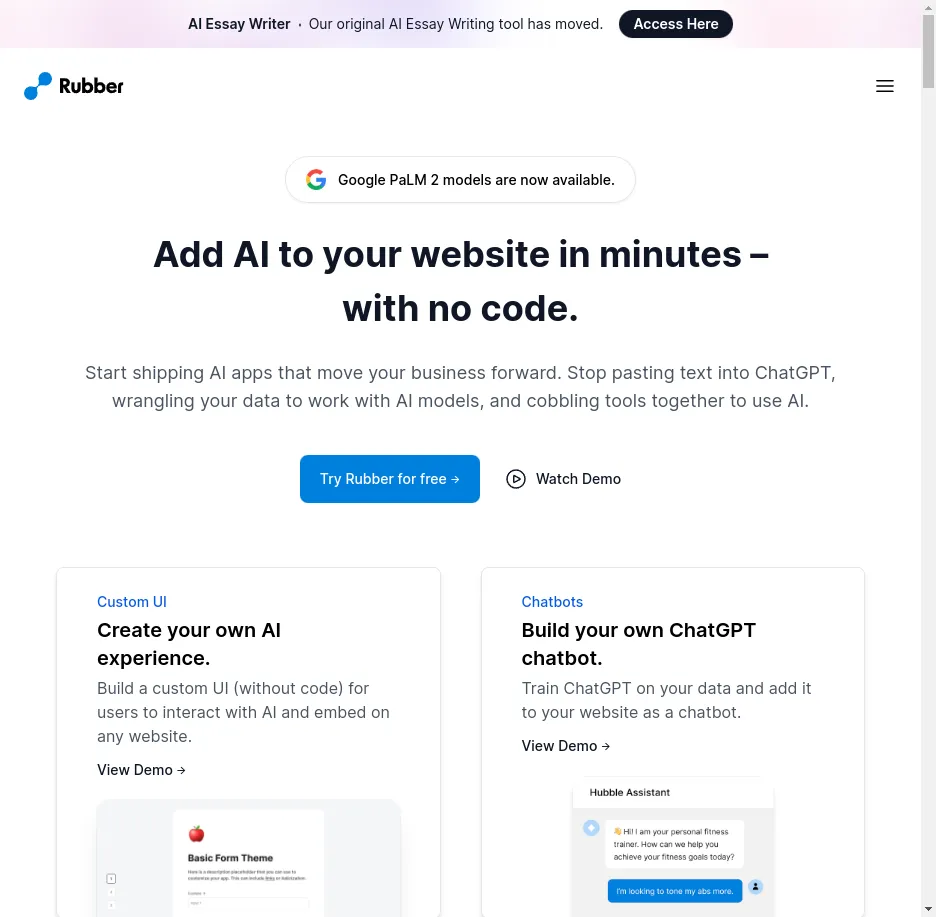 AI Essay Writer · Our original AI Essay Writing tool has moved. Access Here
Rubber
Google PaLM 2 models are now available.
Add AI to your website in minutes –
with no code.
Start shipping AI apps that move your business forward. Stop pasting text into ChatGPT,
wrangling your data to work with AI models, and cobbling tools together to use AI.
Try Rubber for free →
Watch Demo
Custom UI
Create your own AI
experience.
Build a custom UI (without code) for
users to interact with AI and embed on
any website.
View Demo →
Basic Form Theme
Here is a description placeholder that you can use to
customize your app. This can include links or italicization.
Chatbots
Build your own ChatGPT
chatbot.
Train ChatGPT on your data and add it
to your website as a chatbot.
View Demo →
Hubble Assistant
👋 Hi! I am your personal fitness
trainer. How can we help you
achieve your fitness goals today?
I'm looking to tone my abs more.